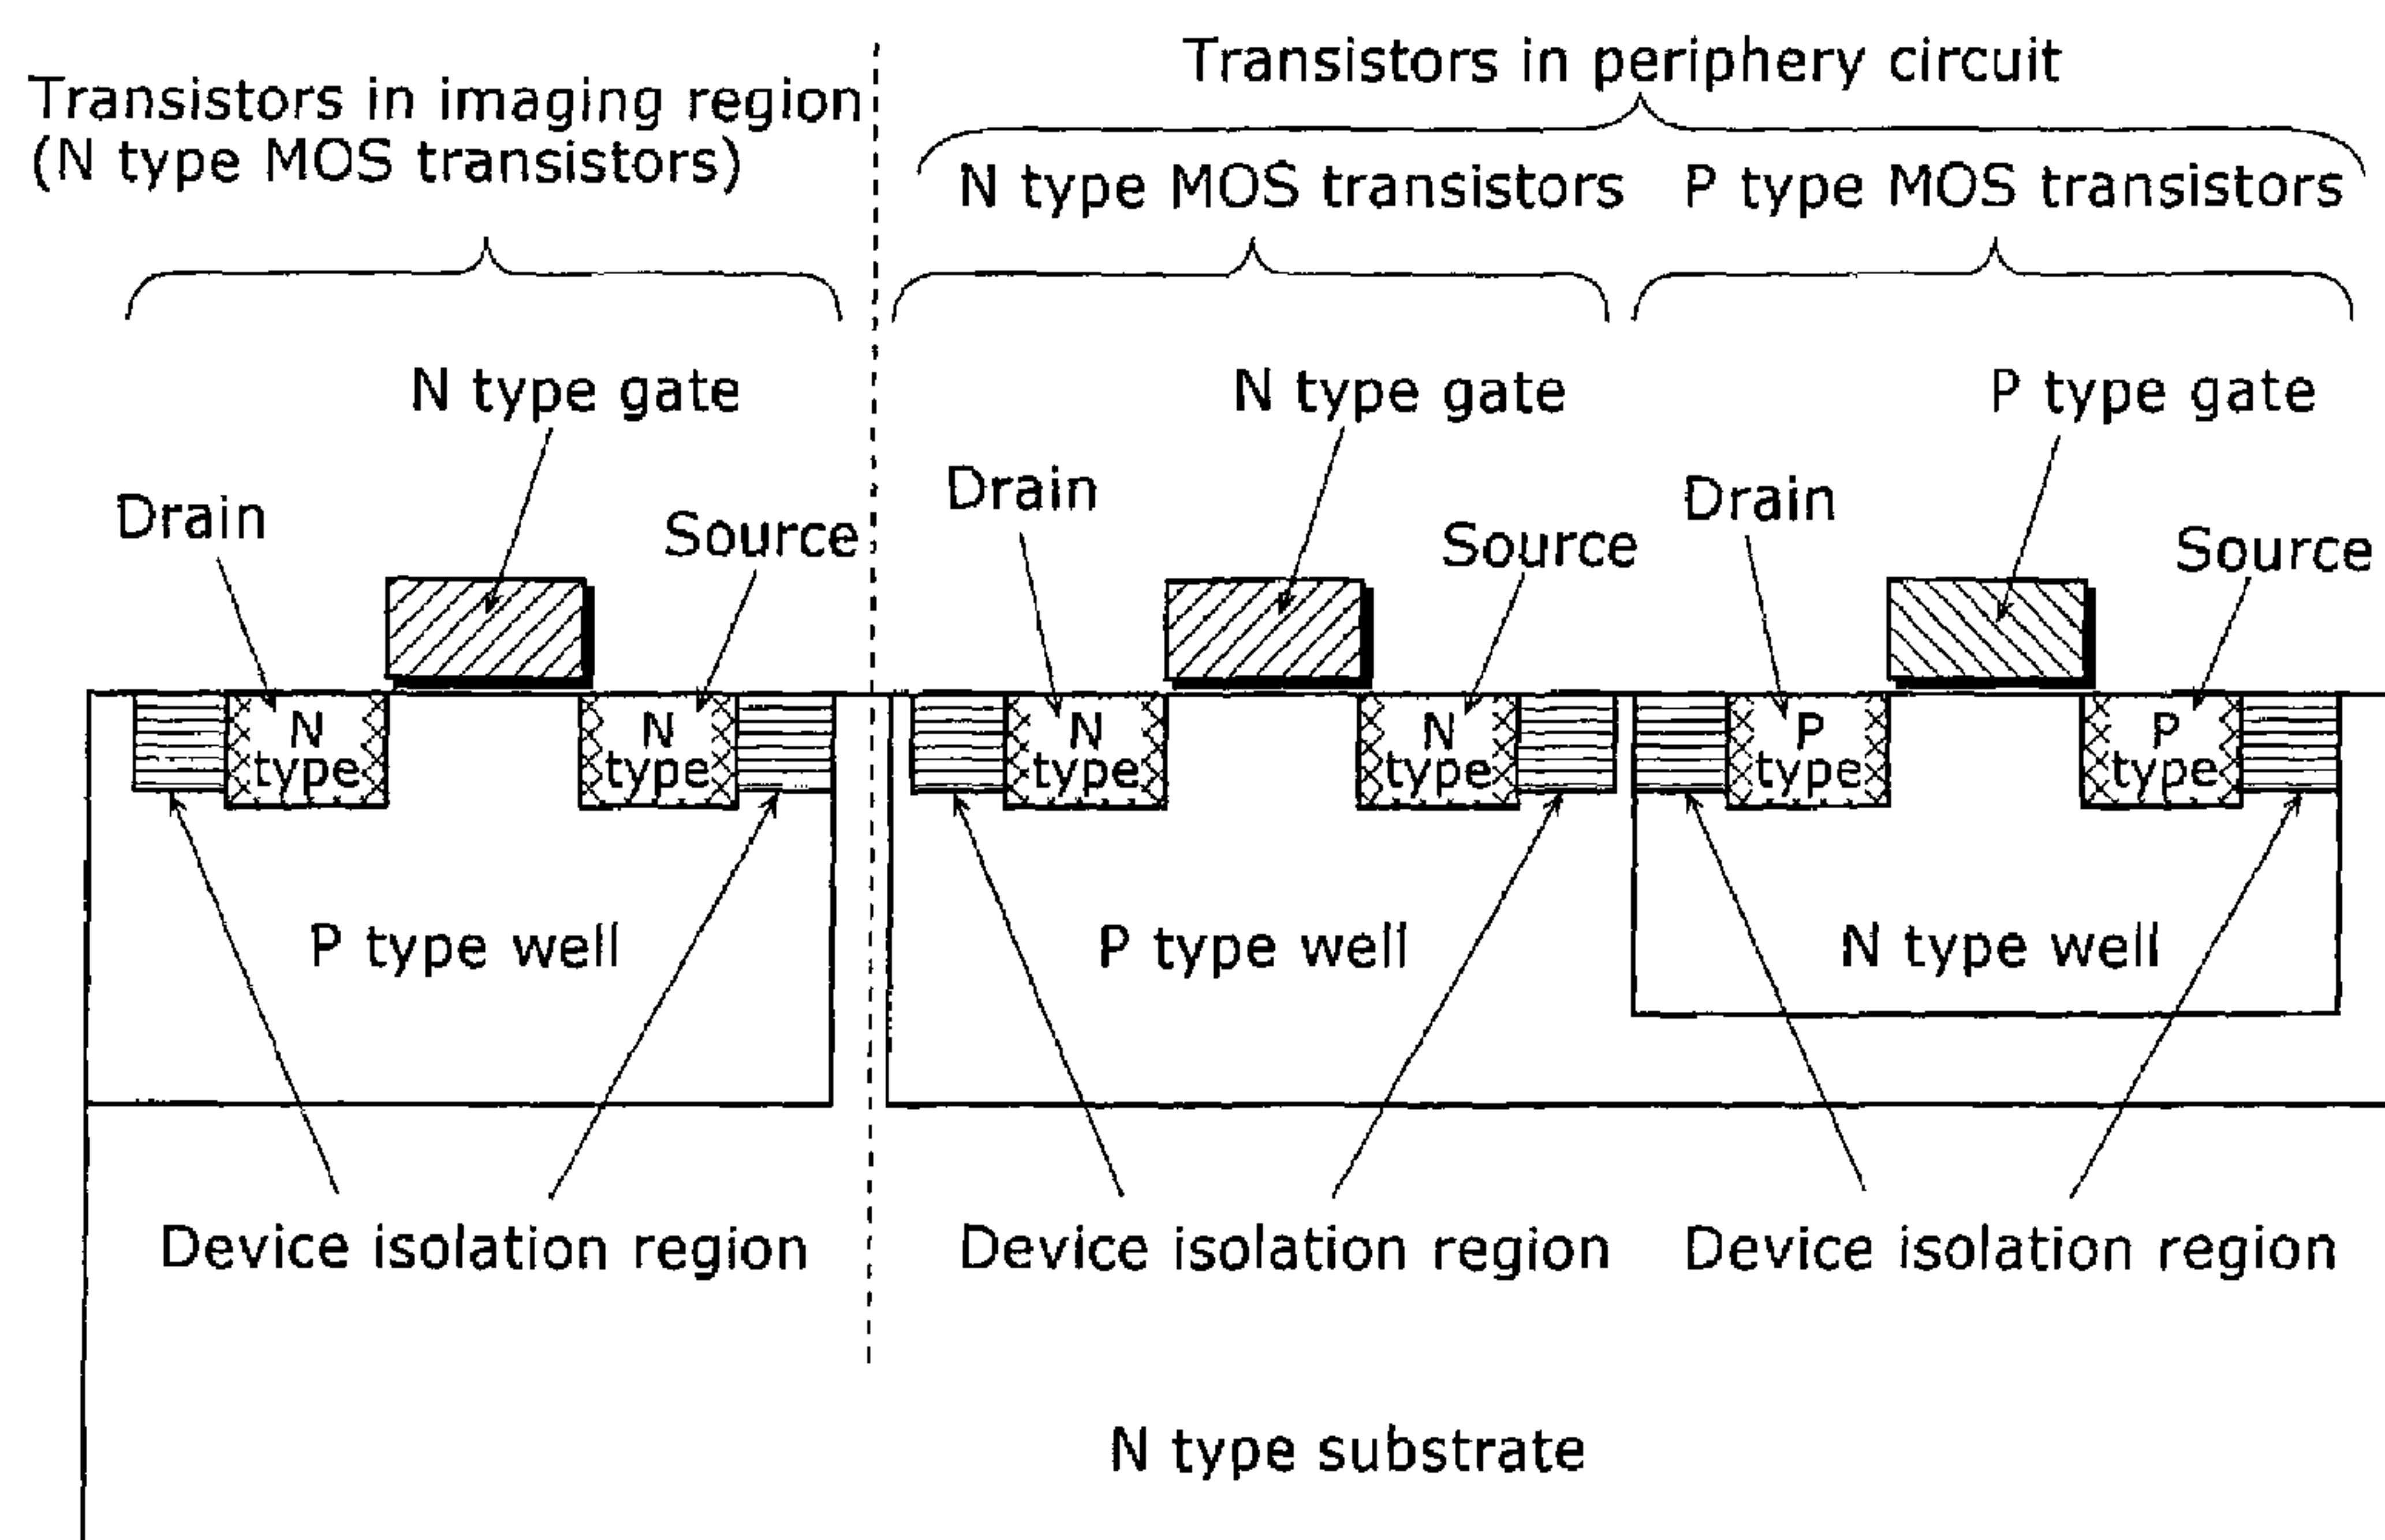 Transistors in imaging region
(N type MOS transistors)
Transistors in periphery circuit
N type MOS transistors
P type MOS transistors
N type gate
Drain
Source
N type gate
Drain
Source
P type gate
Drain
Source
N
type
N
type
N
type
N
type
P
type
P
type
P type well
P type well
N type well
Device isolation region
Device isolation region
Device isolation region
N type substrate